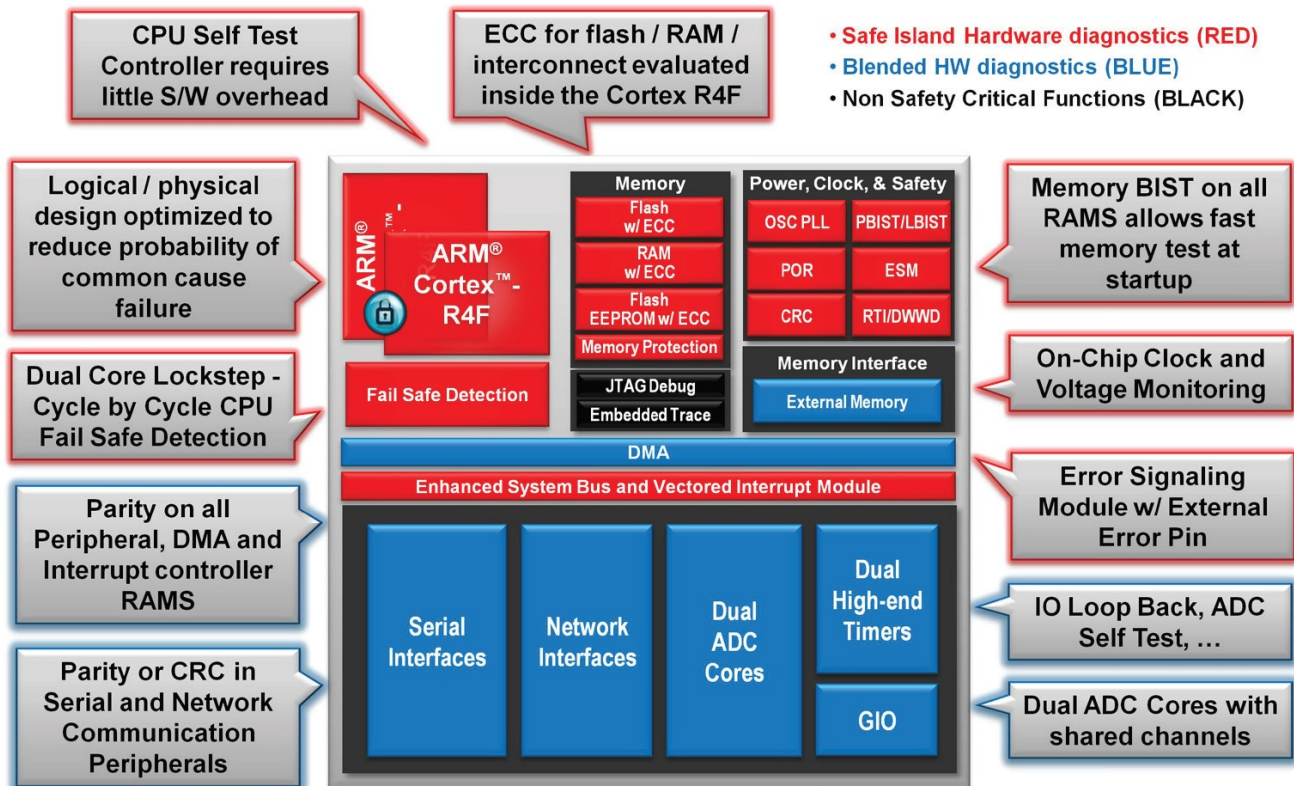 CPU Self Test
Controller requires
little S/W overhead
ECC for flash / RAM /
interconnect evaluated
inside the Cortex R4F
• Safe Island Hardware diagnostics (RED)
• Blended HW diagnostics (BLUE)
• Non Safety Critical Functions (BLACK)
Logical / physical
design optimized to
reduce probability of
common cause
failure
Dual Core Lockstep -
Cycle by Cycle CPU
Fail Safe Detection
Parity on all
Peripheral, DMA and
Interrupt controller
RAMS
Parity or CRC in
Serial and Network
Communication
Peripherals
ARM®
™-
ARM®
Cortex™-
R4F
Fail Safe Detection
Memory
Flash
w/ ECC
RAM
w/ ECC
Flash
EEPROM w/ ECC
Memory Protection
JTAG Debug
Embedded Trace
Power, Clock, & Safety
OSC PLL
PBIST/LBIST
POR
ESM
CRC
RTI/DWWD
Memory Interface
External Memory
DMA
Enhanced System Bus and Vectored Interrupt Module
Serial
Interfaces
Network
Interfaces
Dual
ADC
Cores
Dual
High-end
Timers
GIO
Memory BIST on all
RAMS allows fast
memory test at
startup
On-Chip Clock and
Voltage Monitoring
Error Signaling
Module w/ External
Error Pin
IO Loop Back, ADC
Self Test, …
Dual ADC Cores with
shared channels